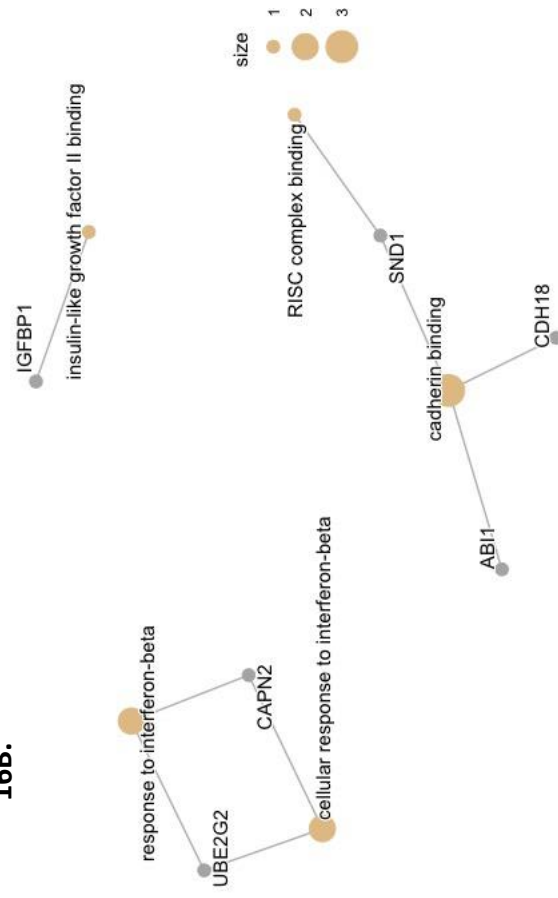 16B.
response to interferon-beta
UBE2G2
CAPN2
cellular response to interferon-beta
IGFBP1
insulin-like growth factor II binding
RISC complex binding
SND1
cadherin binding
CDH18
ABI1
size
1
2
3